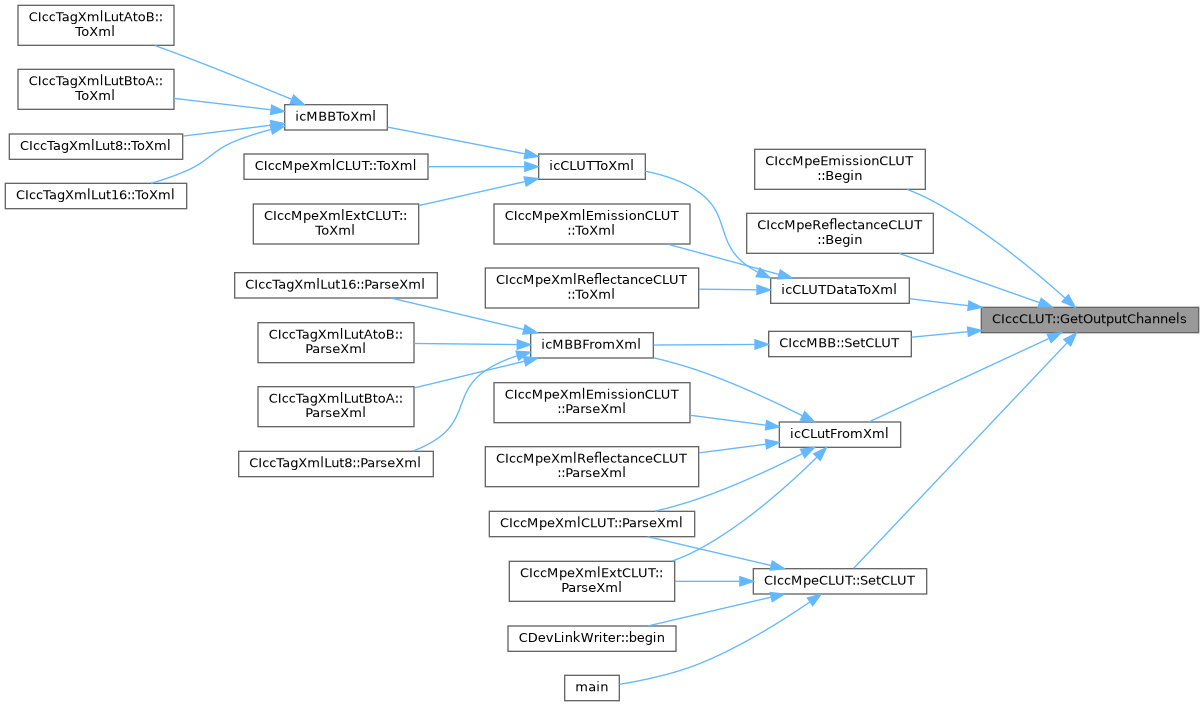 CIccTagXmlLutAtoB::
ToXml
CIccTagXmlLutBtoA::
ToXml
CIccTagXmlLut8::ToXml
CIccTagXmlLut16::ToXml
icMBBToXml
CIccMpeXmlCLUT::ToXml
CIccMpeXmlExtCLUT::
ToXml
icCLUTToXml
CIccMpeXmlEmissionCLUT
::ToXml
CIccMpeXmlReflectanceCLUT
::ToXml
CIccMpeEmissionCLUT
::Begin
CIccMpeReflectanceCLUT
::Begin
icCLUTDataToXml
CIccCLUT::GetOutputChannels
CIccTagXmlLut16::ParseXml
CIccTagXmlLutAtoB::
ParseXml
CIccTagXmlLutBtoA::
ParseXml
CIccTagXmlLut8::ParseXml
icMBBFromXml
CIccMBB::SetCLUT
CIccMpeXmlEmissionCLUT
::ParseXml
CIccMpeXmlReflectanceCLUT
::ParseXml
icCLutFromXml
CIccMpeXmlCLUT::ParseXml
CIccMpeXmlExtCLUT::
ParseXml
CIccMpeCLUT::SetCLUT
CDevLinkWriter::begin
main